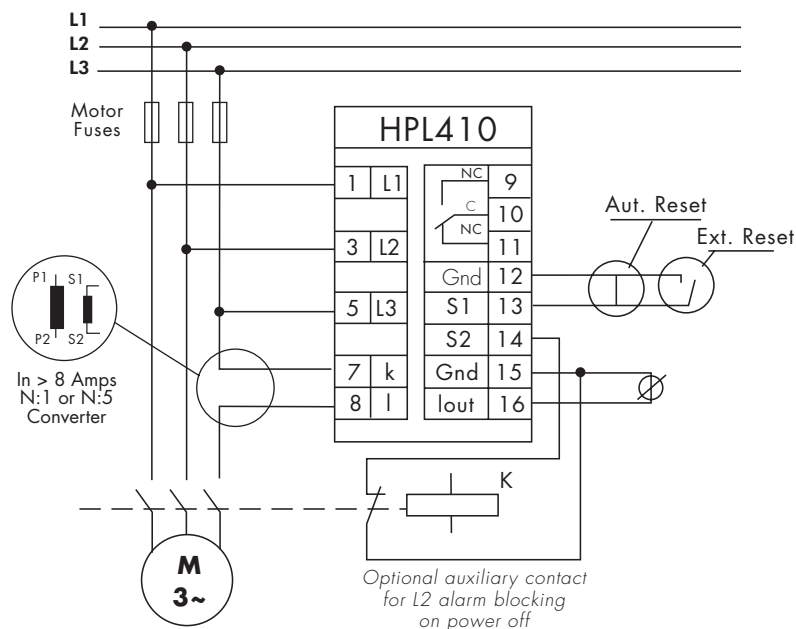 L1
L2
L3
Motor
Fuses
HPL410
1 L1
3 L2
5 L3
7 k
8 l
NC 9
C 10
NC 11
Gnd 12
S1 13
S2 14
Gnd 15
Iout 16
Aut. Reset
Ext. Reset
P1 S1
P2 S2
In > 8 Amps
N:1 or N:5
Converter
K
M
3~
Optional auxiliary contact
for L2 alarm blocking
on power off